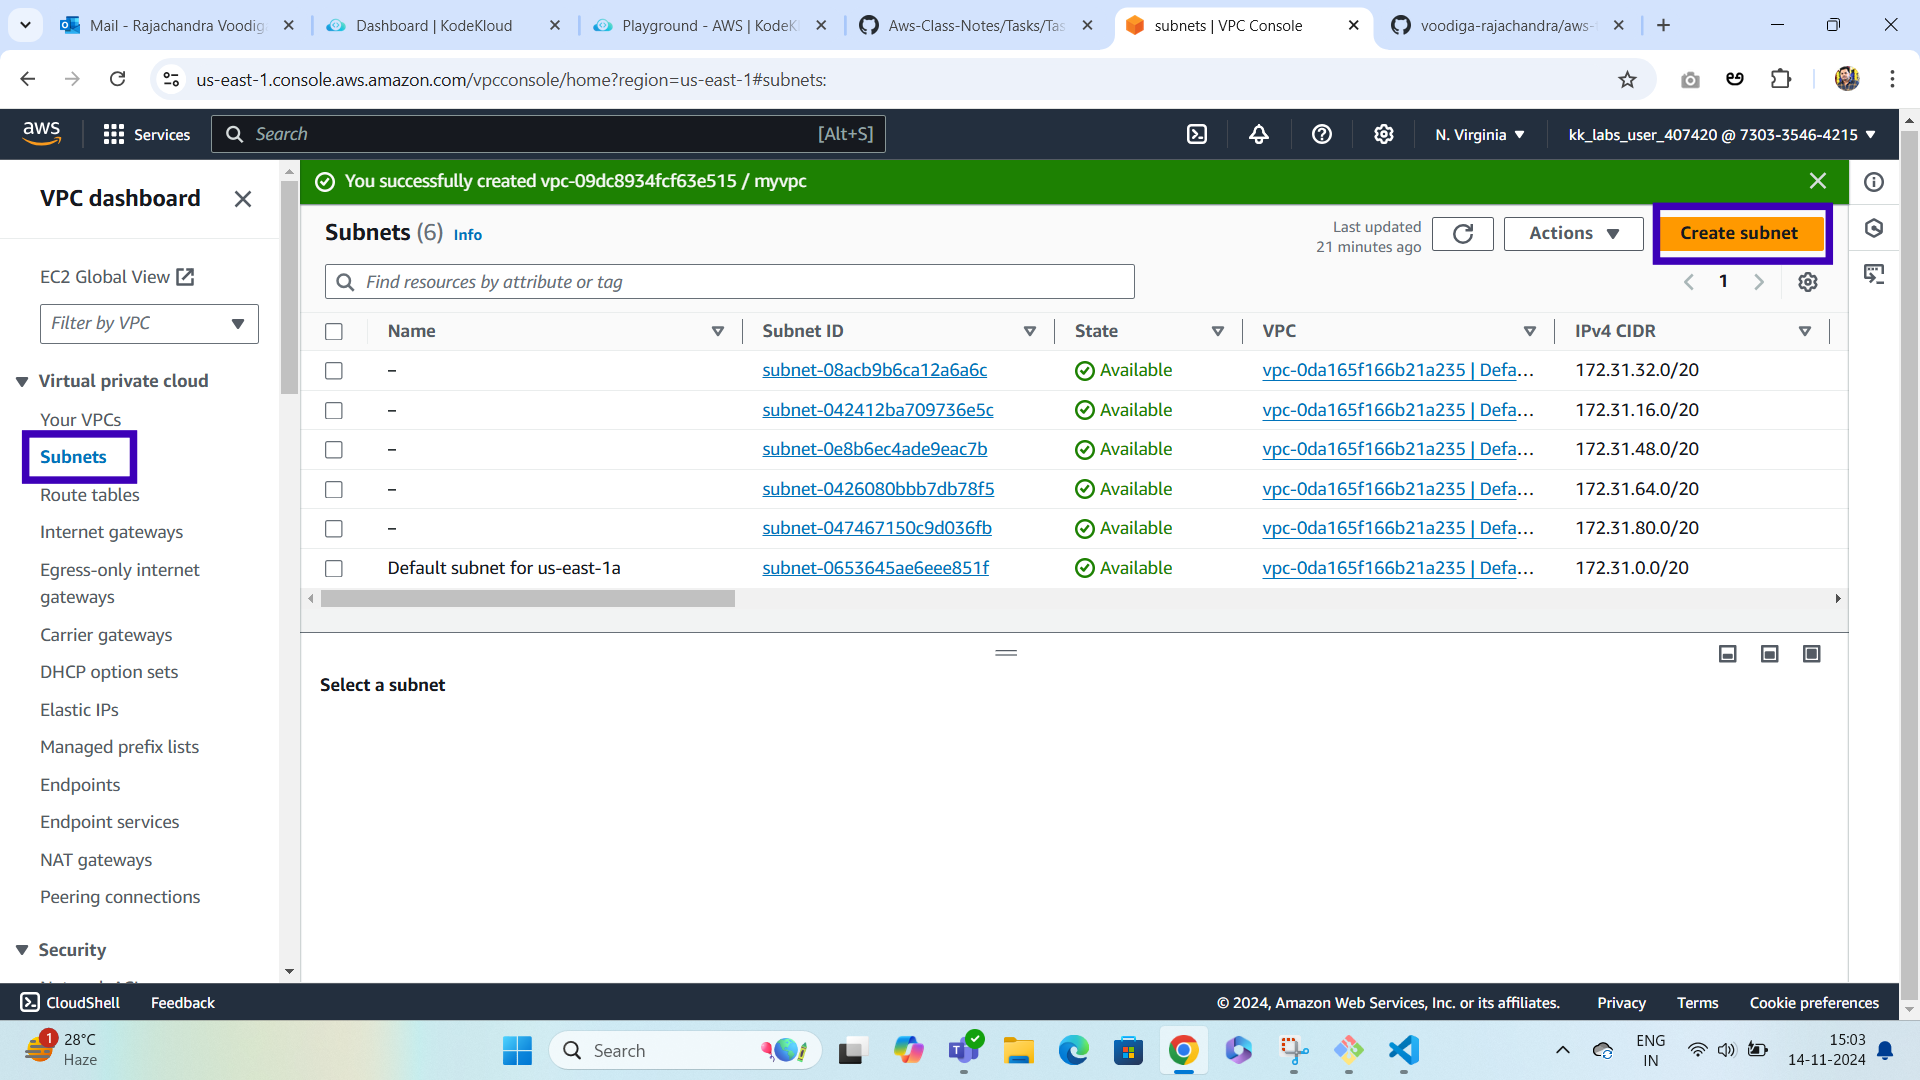 Mail - Rajachandra Voodiga
Dashboard | KodeKloud
Playground - AWS | KodeK
Aws-Class-Notes/Tasks/Tas
subnets | VPC Console
voodiga-rajachandra/aws-
us-east-1.console.aws.amazon.com/vpcconsole/home?region=us-east-1#subnets:
aws
Services
Search
[Alt+S]
N. Virginia
kk_labs_user_407420 @ 7303-3546-4215
VPC dashboard
EC2 Global View
Filter by VPC
Virtual private cloud
Your VPCs
Subnets
Route tables
Internet gateways
Egress-only internet
gateways
Carrier gateways
DHCP option sets
Elastic IPs
Managed prefix lists
Endpoints
Endpoint services
NAT gateways
Peering connections
Security
You successfully created vpc-09dc8934fcf63e515 / myvpc
Subnets (6) Info
Last updated
21 minutes ago
Actions
Create subnet
Find resources by attribute or tag
1
Name Subnet ID State VPC IPv4 CIDR
– subnet-08acb9b6ca12a6a6c Available vpc-0da165f166b21a235 | Defa... 172.31.32.0/20
– subnet-042412ba709736e5c Available vpc-0da165f166b21a235 | Defa... 172.31.16.0/20
– subnet-0e8b6ec4ade9eac7b Available vpc-0da165f166b21a235 | Defa... 172.31.48.0/20
– subnet-0426080bbb7db78f5 Available vpc-0da165f166b21a235 | Defa... 172.31.64.0/20
– subnet-047467150c9d036fb Available vpc-0da165f166b21a235 | Defa... 172.31.80.0/20
Default subnet for us-east-1a subnet-0653645ae6eee851f Available vpc-0da165f166b21a235 | Defa... 172.31.0.0/20
Select a subnet
CloudShell
Feedback
© 2024, Amazon Web Services, Inc. or its affiliates.
Privacy
Terms
Cookie preferences
1
28°C
Haze
Search
ENG
IN
15:03
14-11-2024